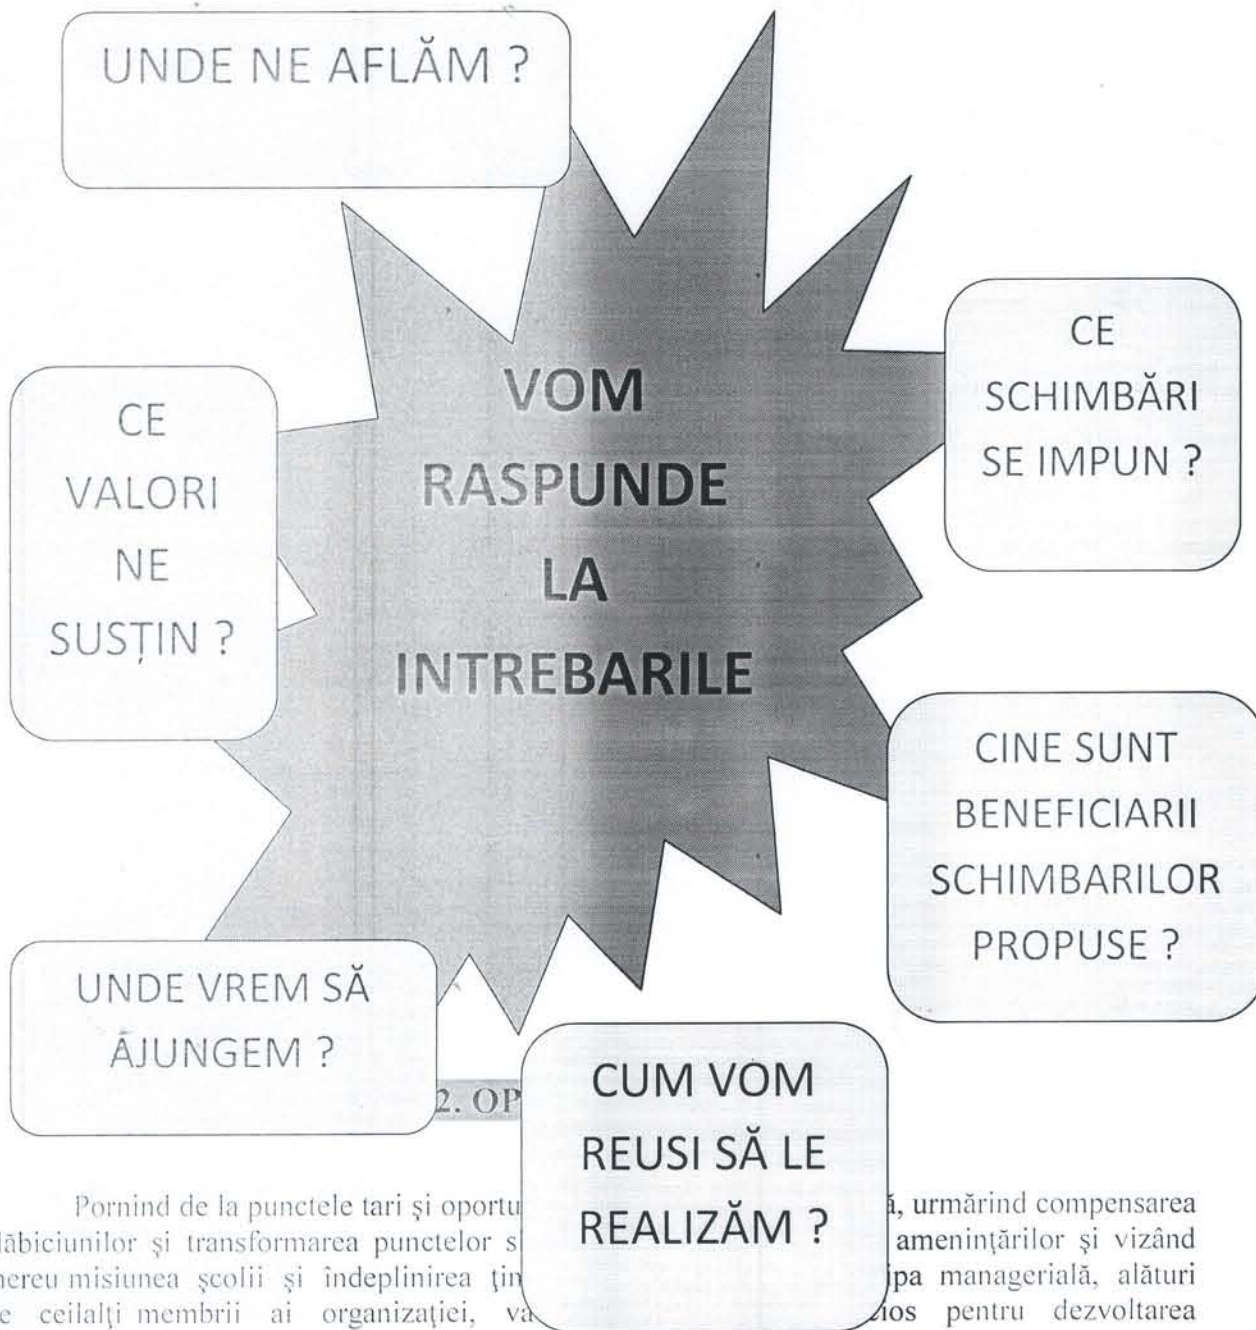 UNDE NE AFLĂM ?
CE
VALORI
NE
SUSȚIN ?
VOM
RASPUNDE
LA
INTREBARILE
CE
SCHIMBĂRI
SE IMPUN ?
CINE SUNT
BENEFICIARII
SCHIMBARILOR
PROPUSE ?
UNDE VREM SĂ
AJUNGEM ?
CUM VOM
REUSI SĂ LE
REALIZĂM ?
2. OP
Pornind de la punctele tari și oportu ă, urmărind compensarea
lăbiciunilor și transformarea punctelor s amenințărilor și vizând
nereu misiunea școlii și îndeplinirea țin ipa managerială, alături
e ceilalți membrii ai organizației, va cios pentru dezvoltarea